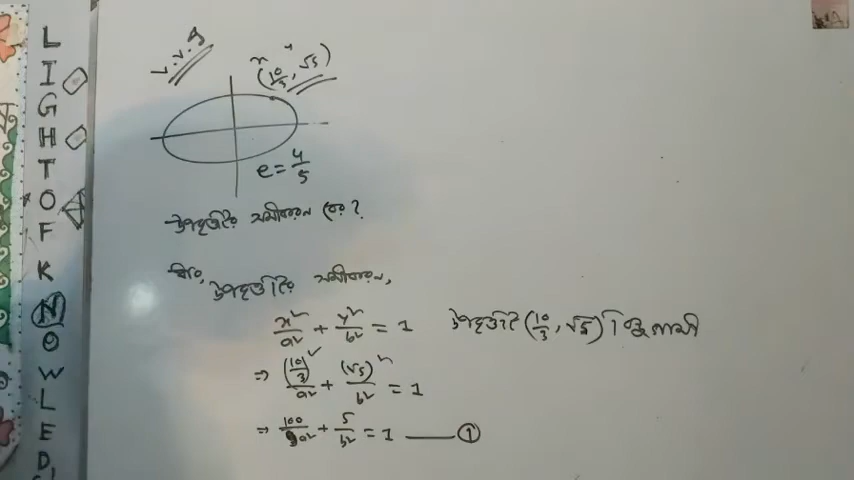 V.V.I
x y
(10/3, √5)
e = 4/5
উপবৃত্তটির সমীকরণ বের?
ধরি, উপবৃত্তটির সমীকরণ,
x²/a² + y²/b² = 1 উপবৃত্তটি (10/3, √5) বিন্দুগামী
⇒ (10/3)²/a² + (√5)²/b² = 1
⇒ 100/9a² + 5/b² = 1 —— ①
LIGHT OF KNOWLED